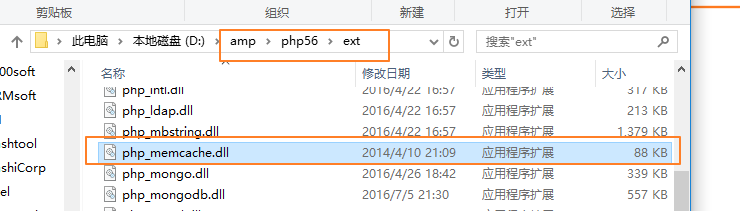 剪贴板 组织 新建 打开 选择
此电脑 › 本地磁盘 (D:) › amp › php56 › ext 搜索"ext"
名称 修改日期 类型 大小
00soft
php_intl.dll 2016/4/22 16:57 应用程序扩展 317 KB
RMsoft
php_ldap.dll 2016/4/22 16:57 应用程序扩展 213 KB
php_mbstring.dll 2016/4/22 16:57 应用程序扩展 1,379 KB
ashtool
php_memcache.dll 2014/4/10 21:09 应用程序扩展 88 KB
ashiCorp
php_mongo.dll 2016/4/26 18:42 应用程序扩展 339 KB
el
php_mongodb.dll 2016/7/5 21:30 应用程序扩展 557 KB